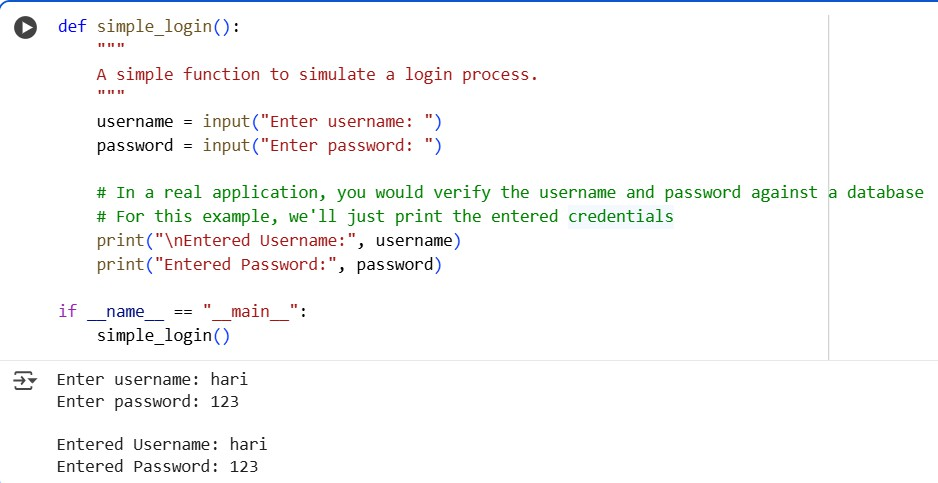 def simple_login():
    """
    A simple function to simulate a login process.
    """
    username = input("Enter username: ")
    password = input("Enter password: ")

    # In a real application, you would verify the username and password against a database
    # For this example, we'll just print the entered credentials
    print("\nEntered Username:", username)
    print("Entered Password:", password)

if __name__ == "__main__":
    simple_login()
Enter username: hari
Enter password: 123

Entered Username: hari
Entered Password: 123